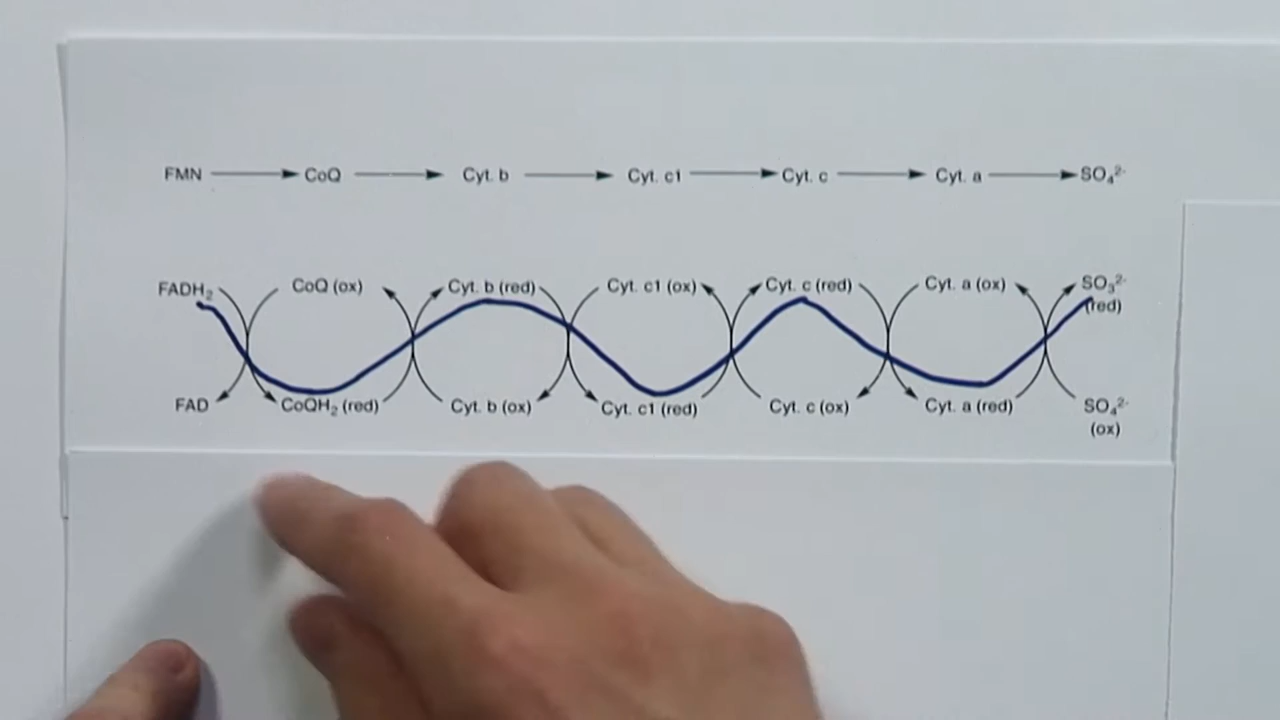 FMN CoQ Cyt. b Cyt. c1 Cyt. c Cyt. a SO₄²⁻
FADH₂ CoQ (ox) Cyt. b (red) Cyt. c1 (ox) Cyt. c (red) Cyt. a (ox) SO₃²⁻
(red)
FAD CoQH₂ (red) Cyt. b (ox) Cyt. c1 (red) Cyt. c (ox) Cyt. a (red) SO₄²⁻
(ox)